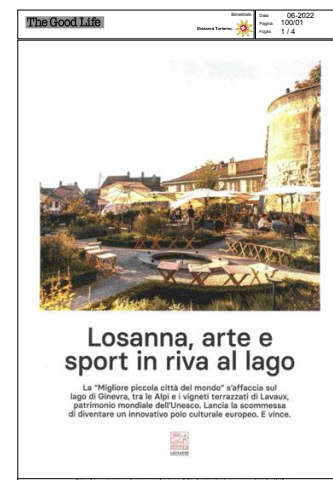 The Good Life
Bimestrale
Svizzera Turismo.
Data 06-2022
Pagina 100/01
Foglio 1 / 4
Losanna, arte e
sport in riva al lago
La “Migliore piccola città del mondo” s’affaccia sul
lago di Ginevra, tra le Alpi e i vigneti terrazzati di Lavaux,
patrimonio mondiale dell’Unesco. Lancia la scommessa
di diventare un innovativo polo culturale europeo. E vince.